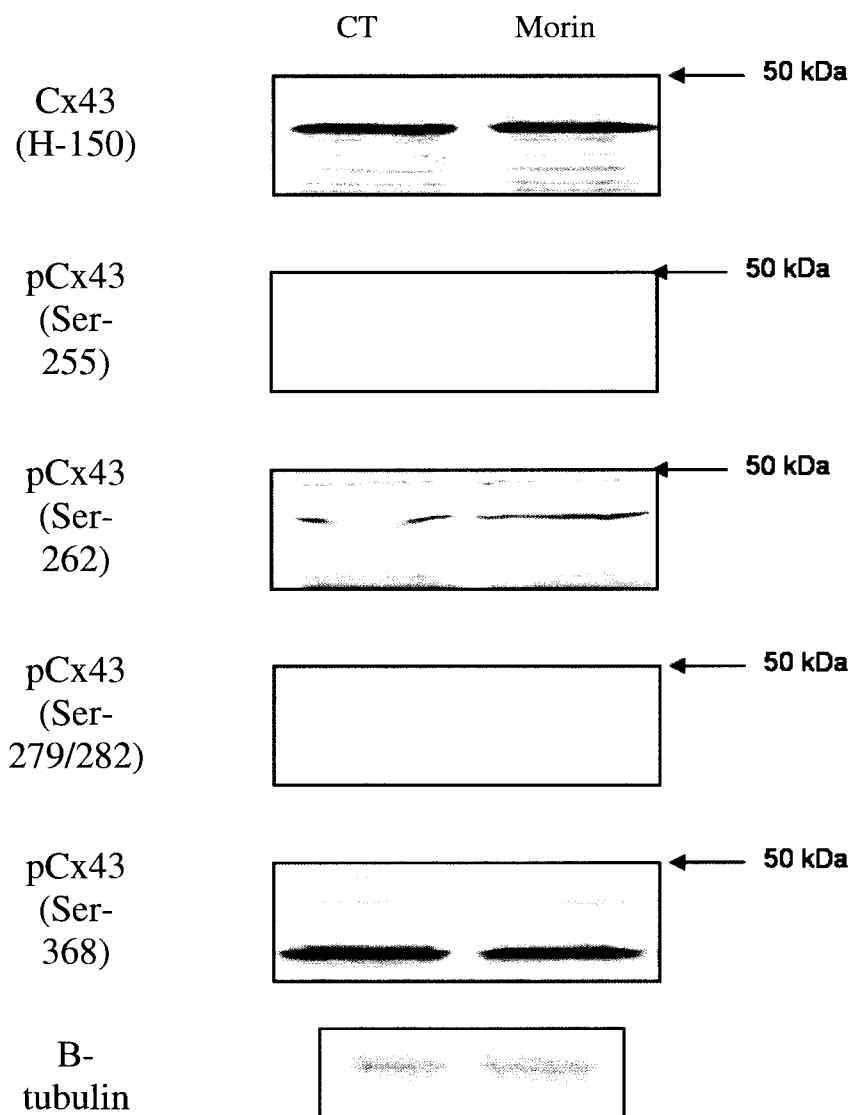 CT Morin
50 kDa
Cx43
(H-150)
50 kDa
pCx43
(Ser-
255)
50 kDa
pCx43
(Ser-
262)
50 kDa
pCx43
(Ser-
279/282)
50 kDa
pCx43
(Ser-
368)
B-
tubulin